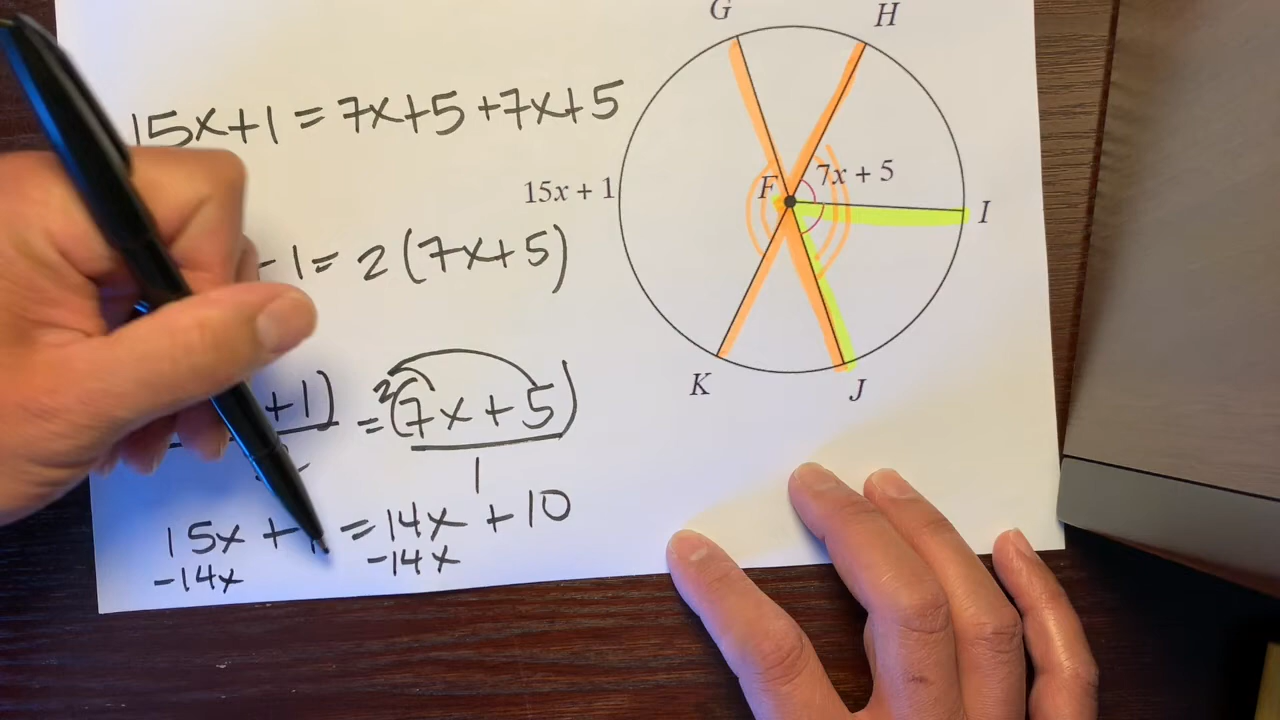 G
H
15x+1 = 7x+5 +7x+5
7x + 5
F
15x + 1
I
1 = 2(7x+5)
K
J
+1) = 2(7x + 5)
1
15x + = 14x + 10
-14x -14x